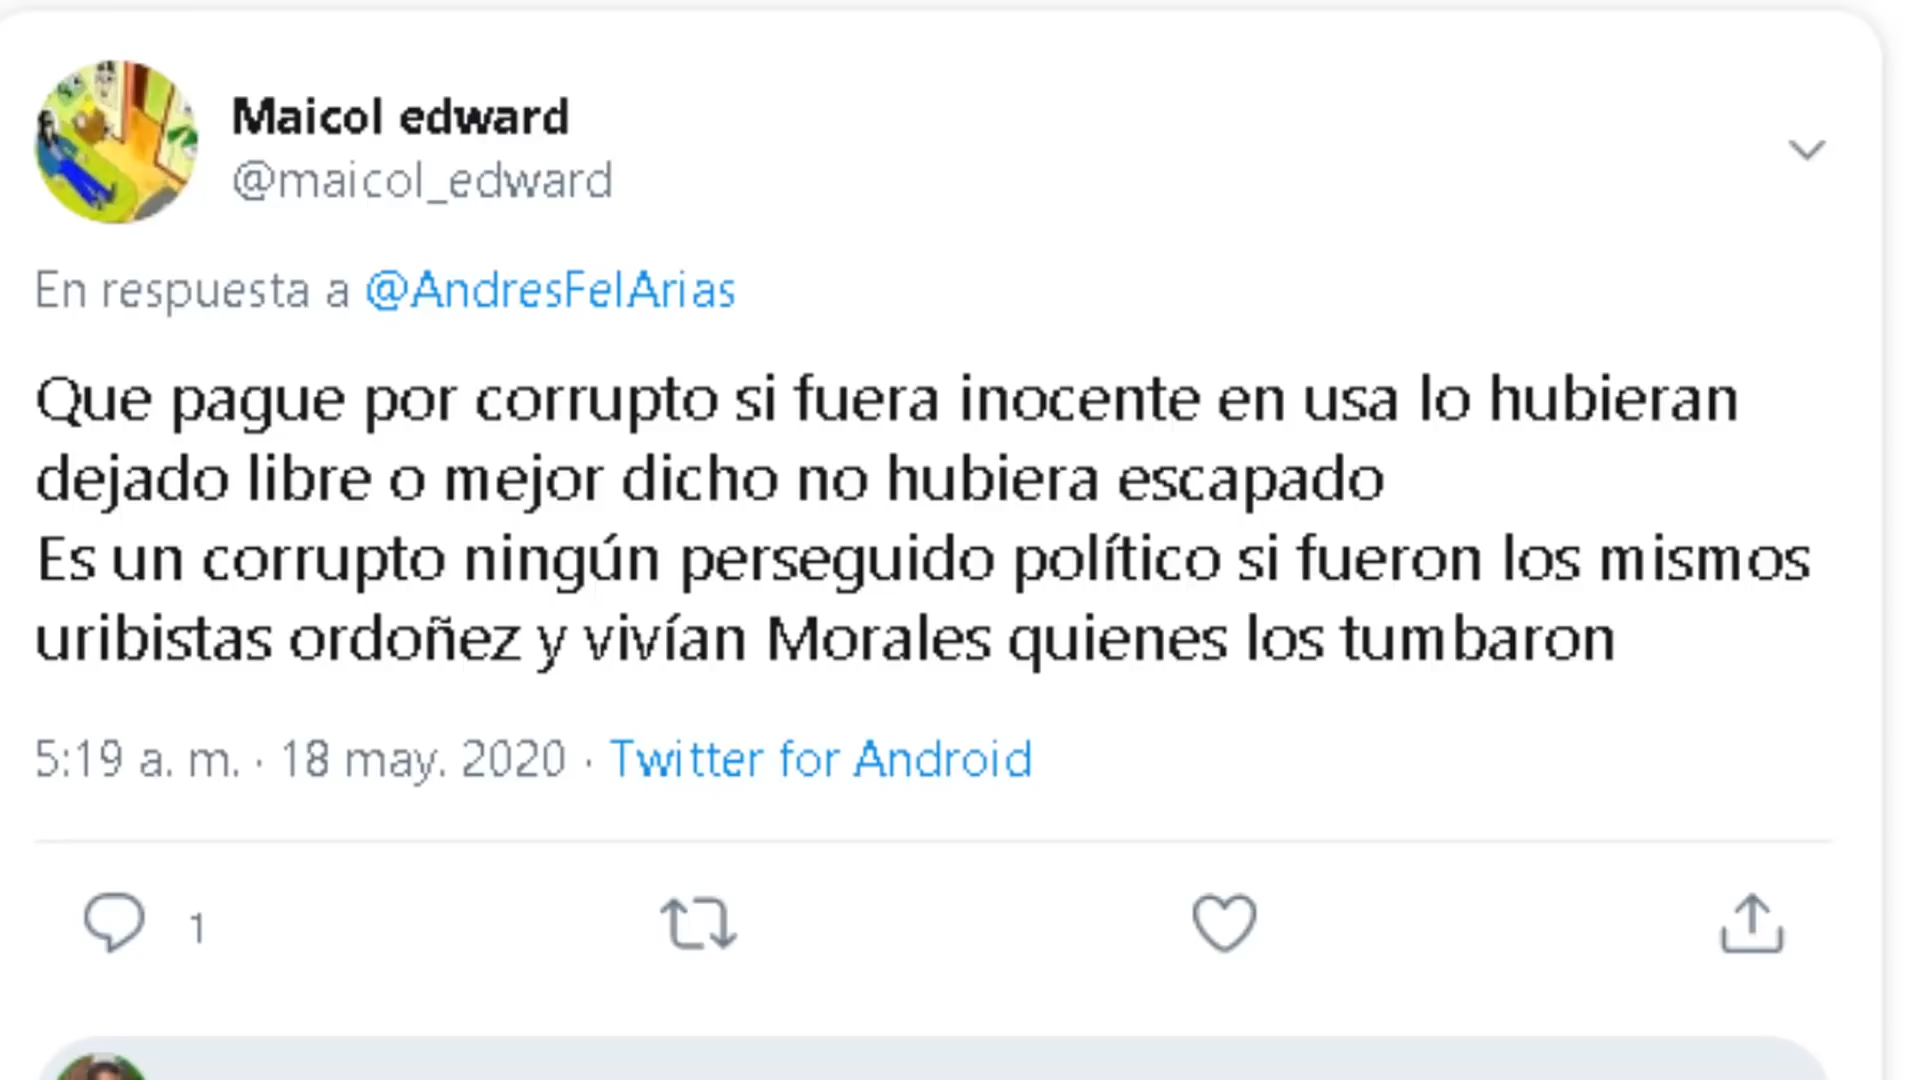 Maicol edward
@maicol_edward
En respuesta a @AndresFelArias
Que pague por corrupto si fuera inocente en usa lo hubieran
dejado libre o mejor dicho no hubiera escapado
Es un corrupto ningún perseguido político si fueron los mismos
uribistas ordoñez y vivían Morales quienes los tumbaron
5:19 a. m. · 18 may. 2020 · Twitter for Android
1